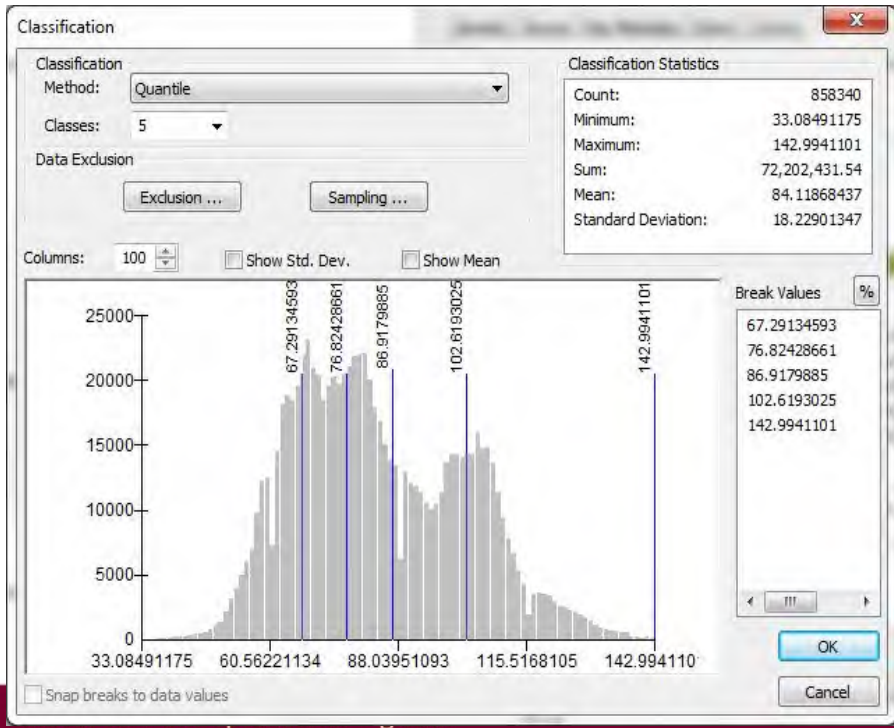 Classification
Classification
Method: Quantile
Classes: 5
Data Exclusion
Exclusion ...
Sampling ...
Classification Statistics
Count: 858340
Minimum: 33.08491175
Maximum: 142.9941101
Sum: 72,202,431.54
Mean: 84.11868437
Standard Deviation: 18.22901347
Columns: 100
Show Std. Dev.
Show Mean
Break Values
%
67.29134593
76.82428661
86.9179885
102.6193025
142.9941101
25000
20000
15000
10000
5000
0
67.29134593
76.82428661
86.9179885
102.6193025
142.9941101
33.08491175 60.56221134 88.03951093 115.5168105 142.994110
Snap breaks to data values
OK
Cancel